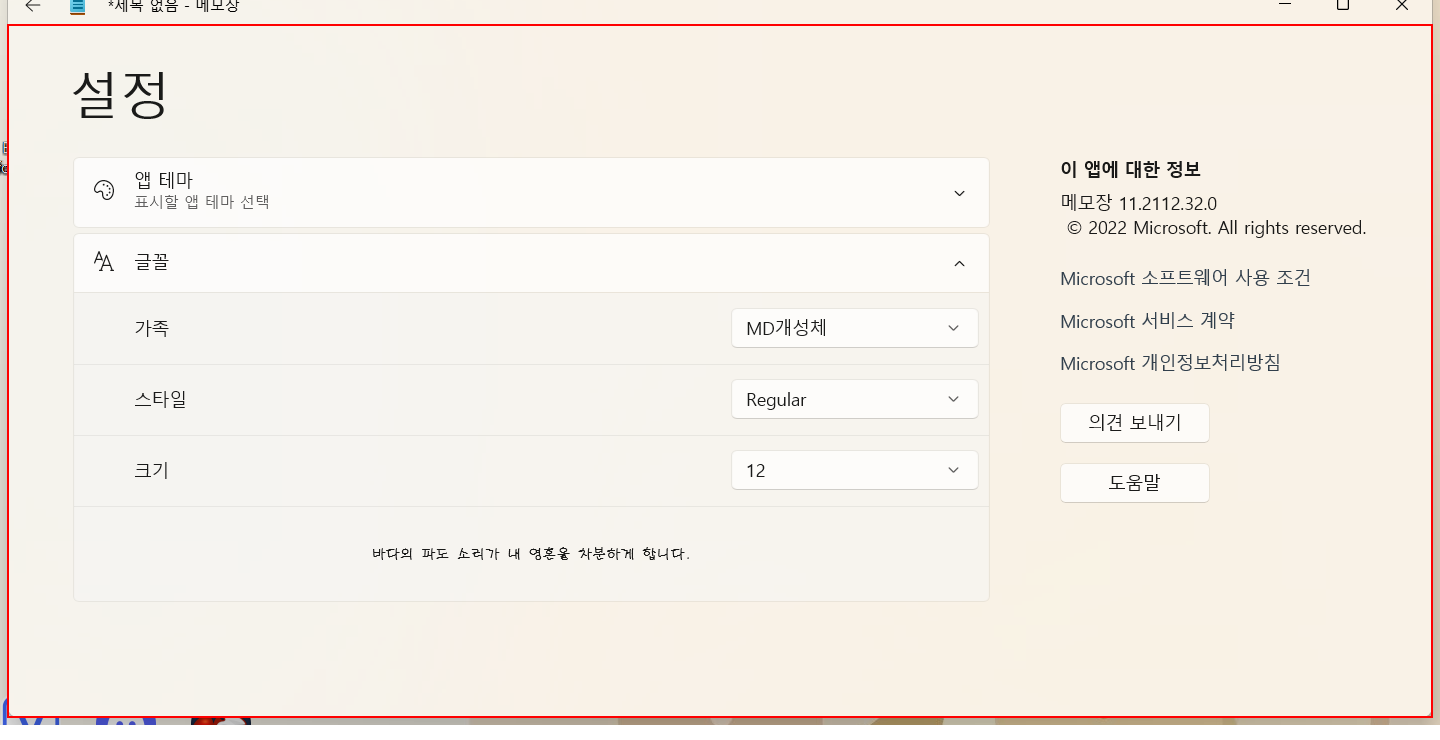 *제목 없음 - 메모장
설정
앱 테마
표시할 앱 테마 선택
글꼴
가족
MD개성체
스타일
Regular
크기
12
바다의 파도 소리가 내 영혼을 차분하게 합니다.
이 앱에 대한 정보
메모장 11.2112.32.0
© 2022 Microsoft. All rights reserved.
Microsoft 소프트웨어 사용 조건
Microsoft 서비스 계약
Microsoft 개인정보처리방침
의견 보내기
도움말